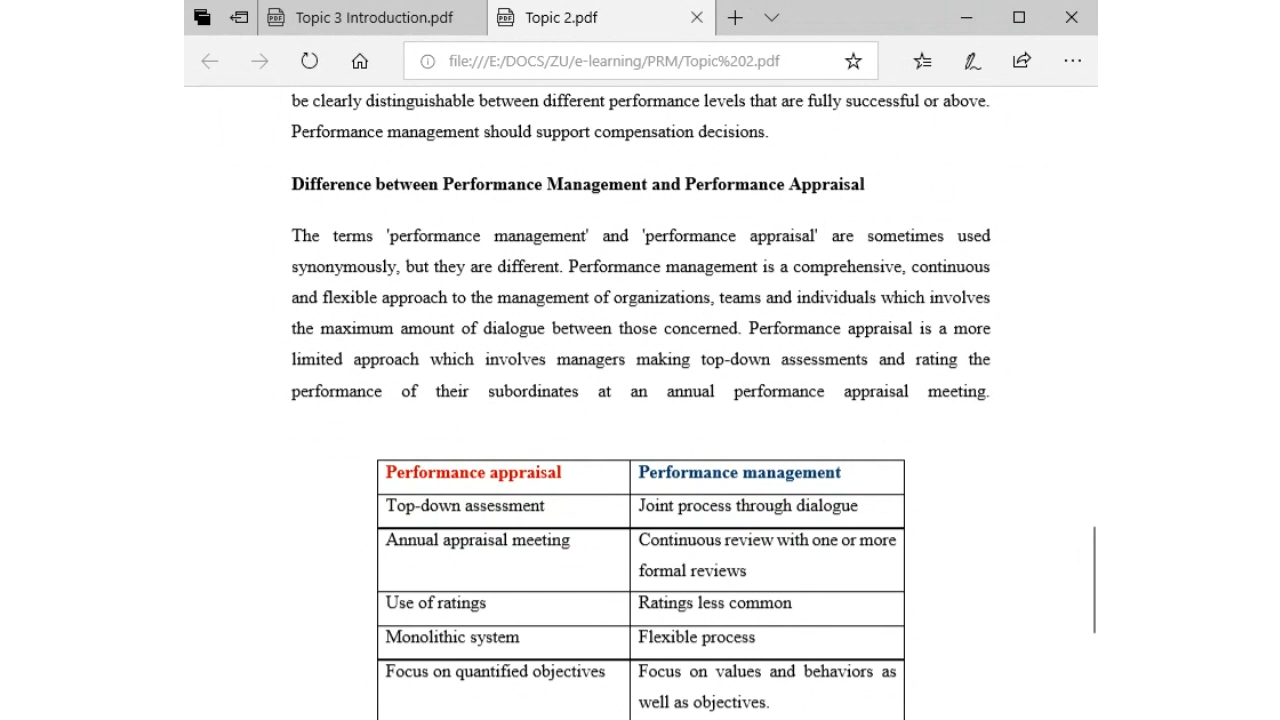 Topic 3 Introduction.pdf
Topic 2.pdf
file:///E:/DOCS/ZU/e-learning/PRM/Topic%202.pdf
be clearly distinguishable between different performance levels that are fully successful or above.
Performance management should support compensation decisions.
Difference between Performance Management and Performance Appraisal
The terms 'performance management' and 'performance appraisal' are sometimes used
synonymously, but they are different. Performance management is a comprehensive, continuous
and flexible approach to the management of organizations, teams and individuals which involves
the maximum amount of dialogue between those concerned. Performance appraisal is a more
limited approach which involves managers making top-down assessments and rating the
performance of their subordinates at an annual performance appraisal meeting.
Performance appraisal
Performance management
Top-down assessment
Joint process through dialogue
Annual appraisal meeting
Continuous review with one or more
formal reviews
Use of ratings
Ratings less common
Monolithic system
Flexible process
Focus on quantified objectives
Focus on values and behaviors as
well as objectives.